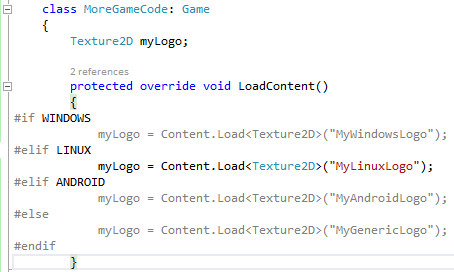 class MoreGameCode: Game
{
Texture2D myLogo;
2 references
protected override void LoadContent()
{
#if WINDOWS
myLogo = Content.Load<Texture2D>("MyWindowsLogo");
#elif LINUX
myLogo = Content.Load<Texture2D>("MyLinuxLogo");
#elif ANDROID
myLogo = Content.Load<Texture2D>("MyAndroidLogo");
#else
myLogo = Content.Load<Texture2D>("MyGenericLogo");
#endif
}